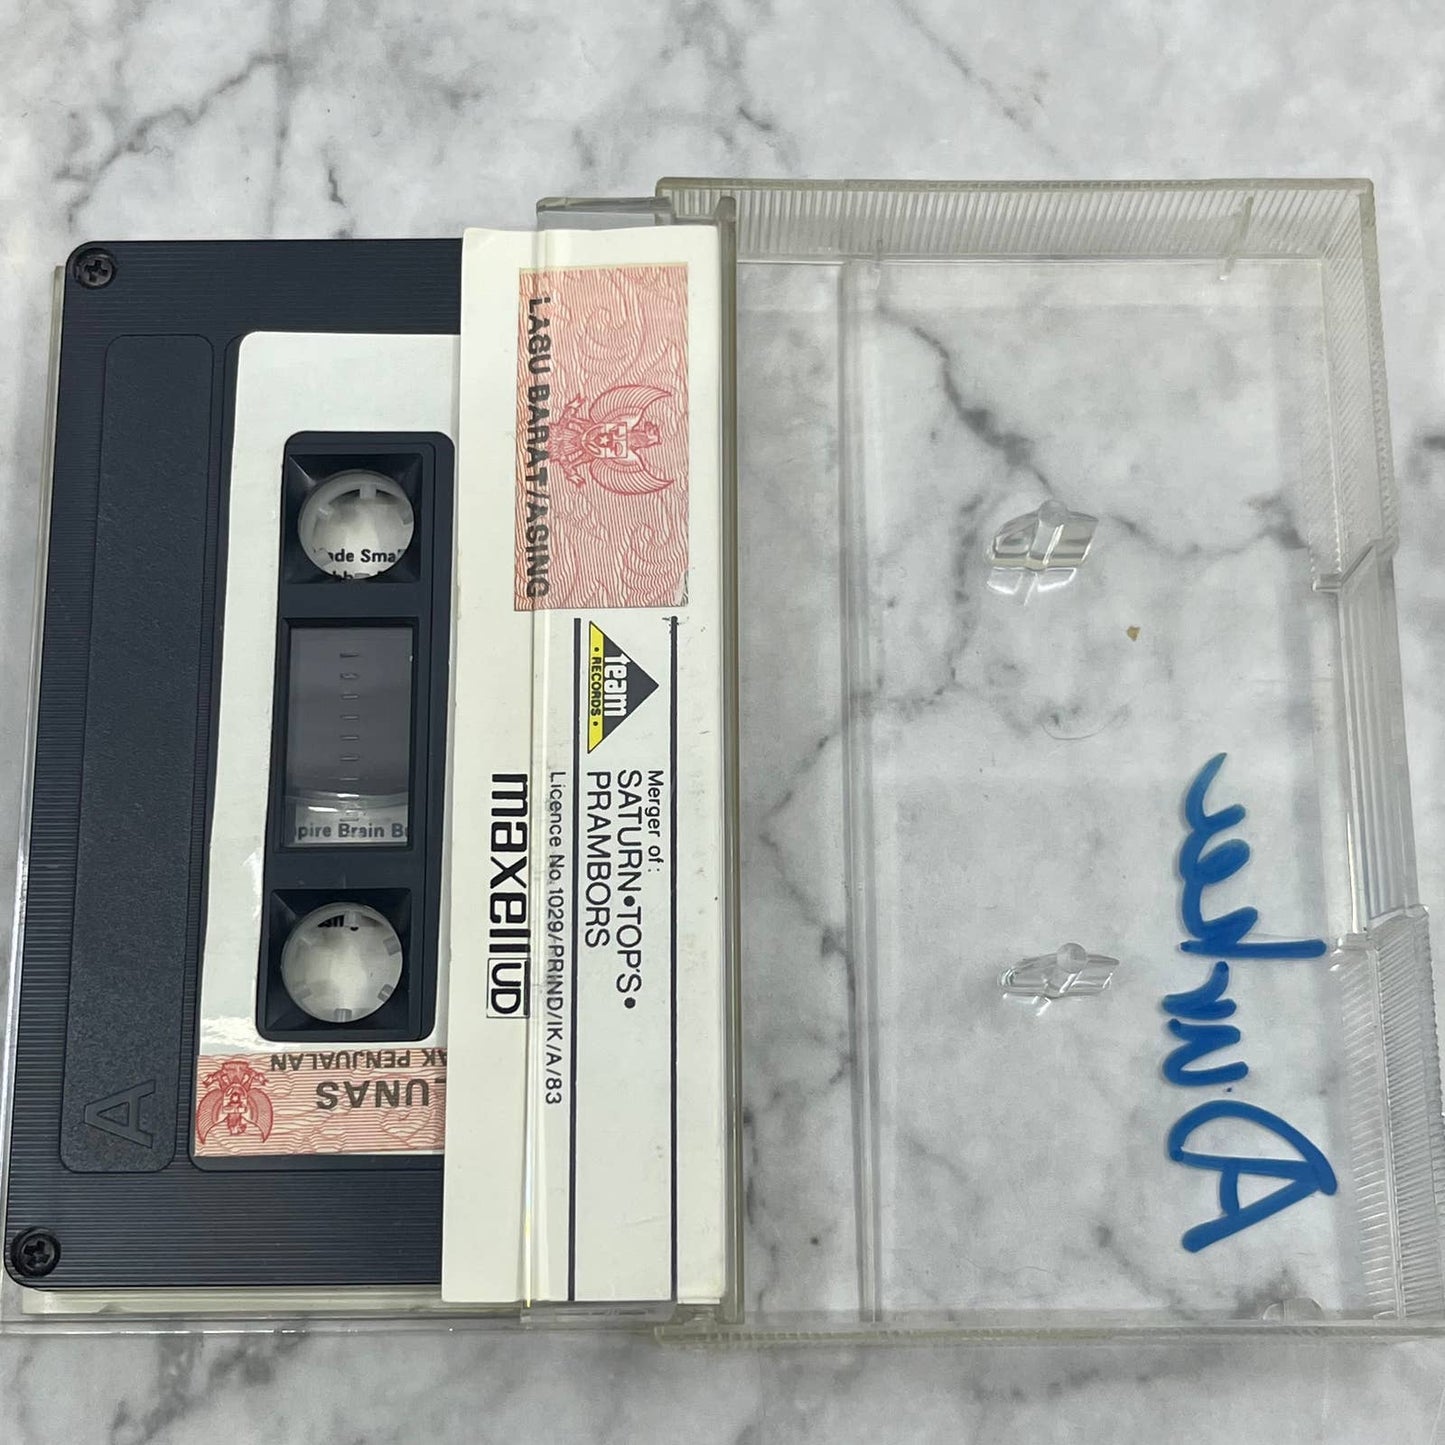 LAGU BARAT/ASING
team
• RECORDS •
Merger of:
SATURN•TOP'S•
PRAMBORS
Licence No. 1029/PRIND/IK/A/83
maxell UD
LUNAS
PENJUALAN
A
Brain